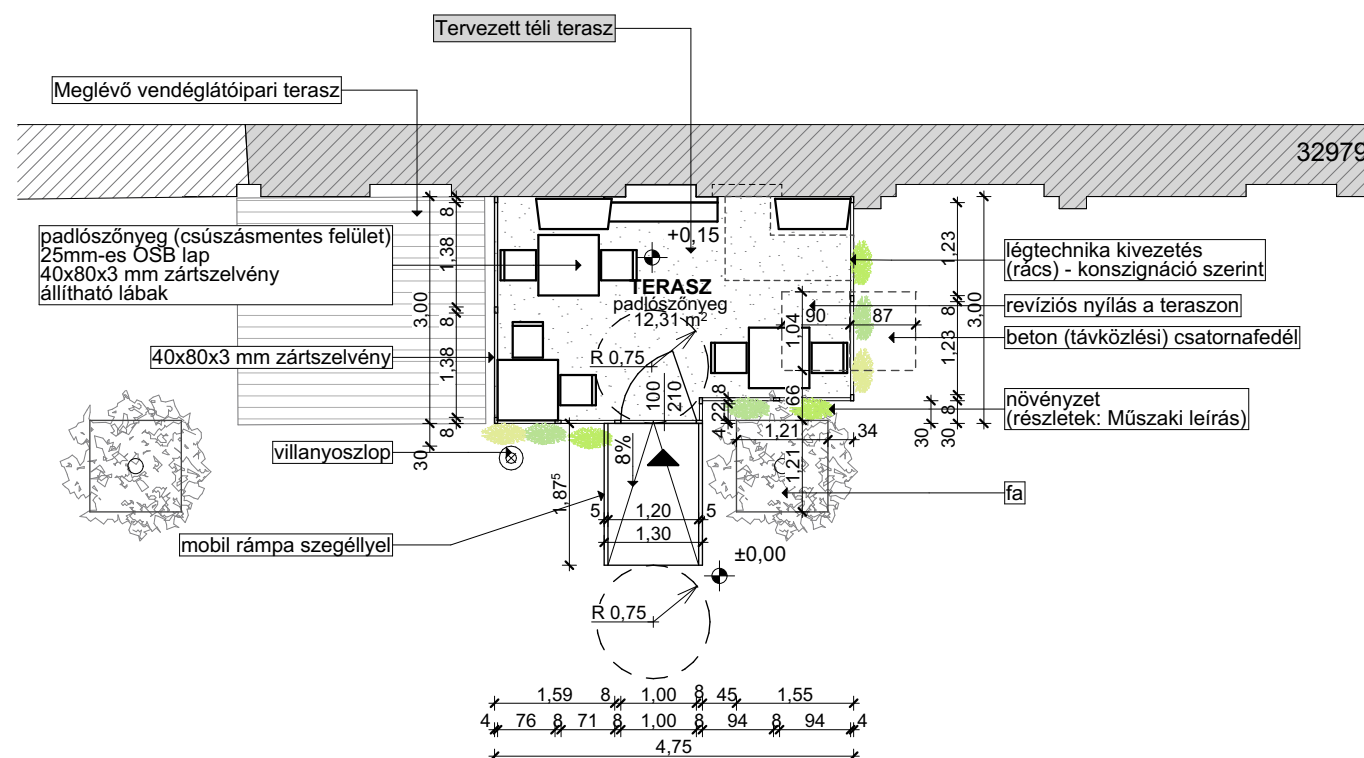 Tervezett téli terasz
Meglévő vendéglátóipari terasz
32979
padlószőnyeg (csúszásmentes felület)
25mm-es OSB lap
40x80x3 mm zártszelvény
állítható lábak
8
1,38
3,00
8
1,38
8
30
+0,15
TERASZ
padlószőnyeg
12,31 m²
90
87
1,04
66
1,23
8
1,23
8
3,00
30
30
légtechnika kivezetés
(rács) - konszignáció szerint
revíziós nyílás a teraszon
beton (távközlési) csatornafedél
40x80x3 mm zártszelvény
R 0,75
100
210
8
22
4
növényzet
(részletek: Műszaki leírás)
1,21
34
1,21
villanyoszlop
8%
1,87⁵
fa
5
1,20
5
1,30
mobil rámpa szegéllyel
±0,00
R 0,75
1,59 8 1,00 8 45 1,55
4 76 8 71 8 1,00 8 94 8 94 4
4,75